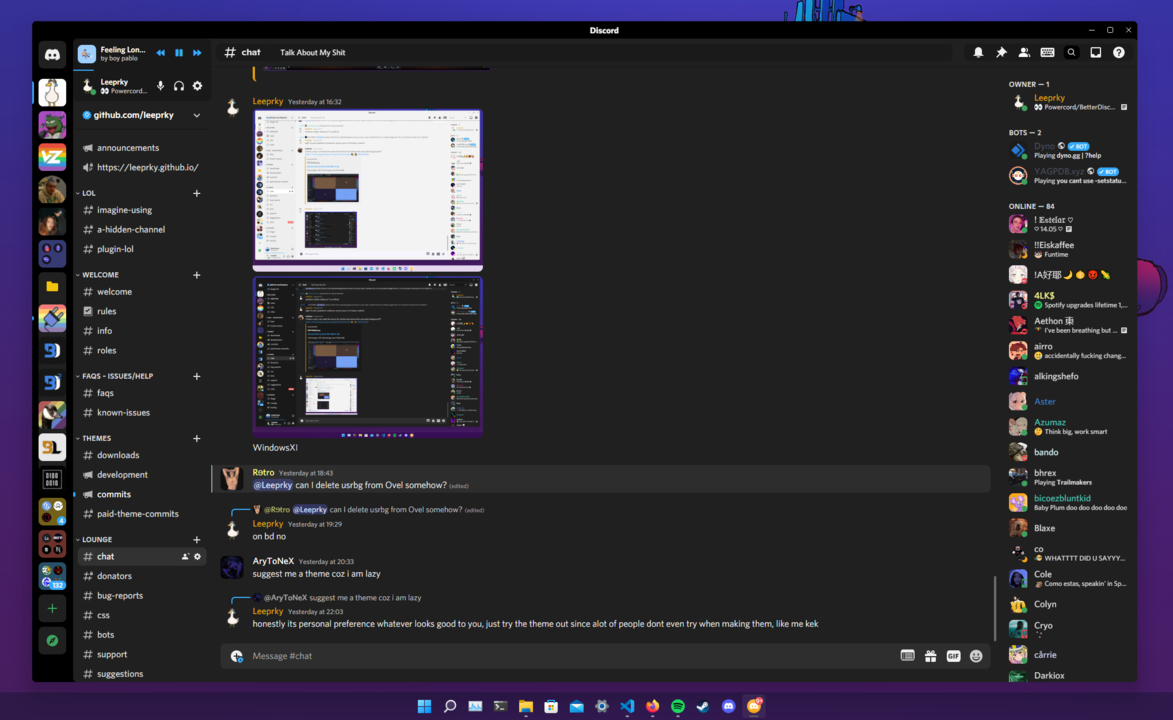 Discord
Feeling Lon...
by boy pablo
Leeprky
Powercord...
github.com/leeprky
announcements
https://leeprky.github.io/
LOL
imagine-using
a-hidden-channel
plugin-lol
WELCOME
welcome
rules
info
roles
FAQS - ISSUES/HELP
faqs
known-issues
THEMES
downloads
development
commits
paid-theme-commits
LOUNGE
chat
donators
bug-reports
css
bots
support
suggestions
4
132
chat
Talk About My Shit
Leeprky Yesterday at 16:32
WindowsXI
Yesterday at 18:43
@Leeprky can I delete usrbg from Ovel somehow? (edited)
@Leeprky can I delete usrbg from Ovel somehow? (edited)
Leeprky Yesterday at 19:29
on bd no
AryToNeX Yesterday at 20:33
suggest me a theme coz i am lazy
@AryToNeX suggest me a theme coz i am lazy
Leeprky Yesterday at 22:03
honestly its personal preference whatever looks good to you, just try the theme out since alot of people dont even try when making them, like me kek
Message #chat
GIF
OWNER — 1
Leeprky
Powercord/BetterDisc...
BOTS — 2
Dyno BOT
Playing dyno.gg | ?help
YAGPDB.xyz BOT
Playing you cant use -setstatu...
ONLINE — 84
! Estelar ♡
♡ 14.05 ♡
!!Eiskaffee
Funtime
!A好耶
4LK$
Spotify upgrades lifetime 1,...
Aethon 東
I've been breathing but ...
airro
accidentally fucking chang...
alkingshefo
Aster
Azumaz
Think big, work smart
bando
bhrex
Playing Trailmakers
bicoezbluntkid
Baby Plum doo doo doo doo doo
Blaxe
co
WHATTTT DID U SAYYY...
Cole
Como estas, speakin' in Sp...
Colyn
Cryo
cårrie
Darkiox